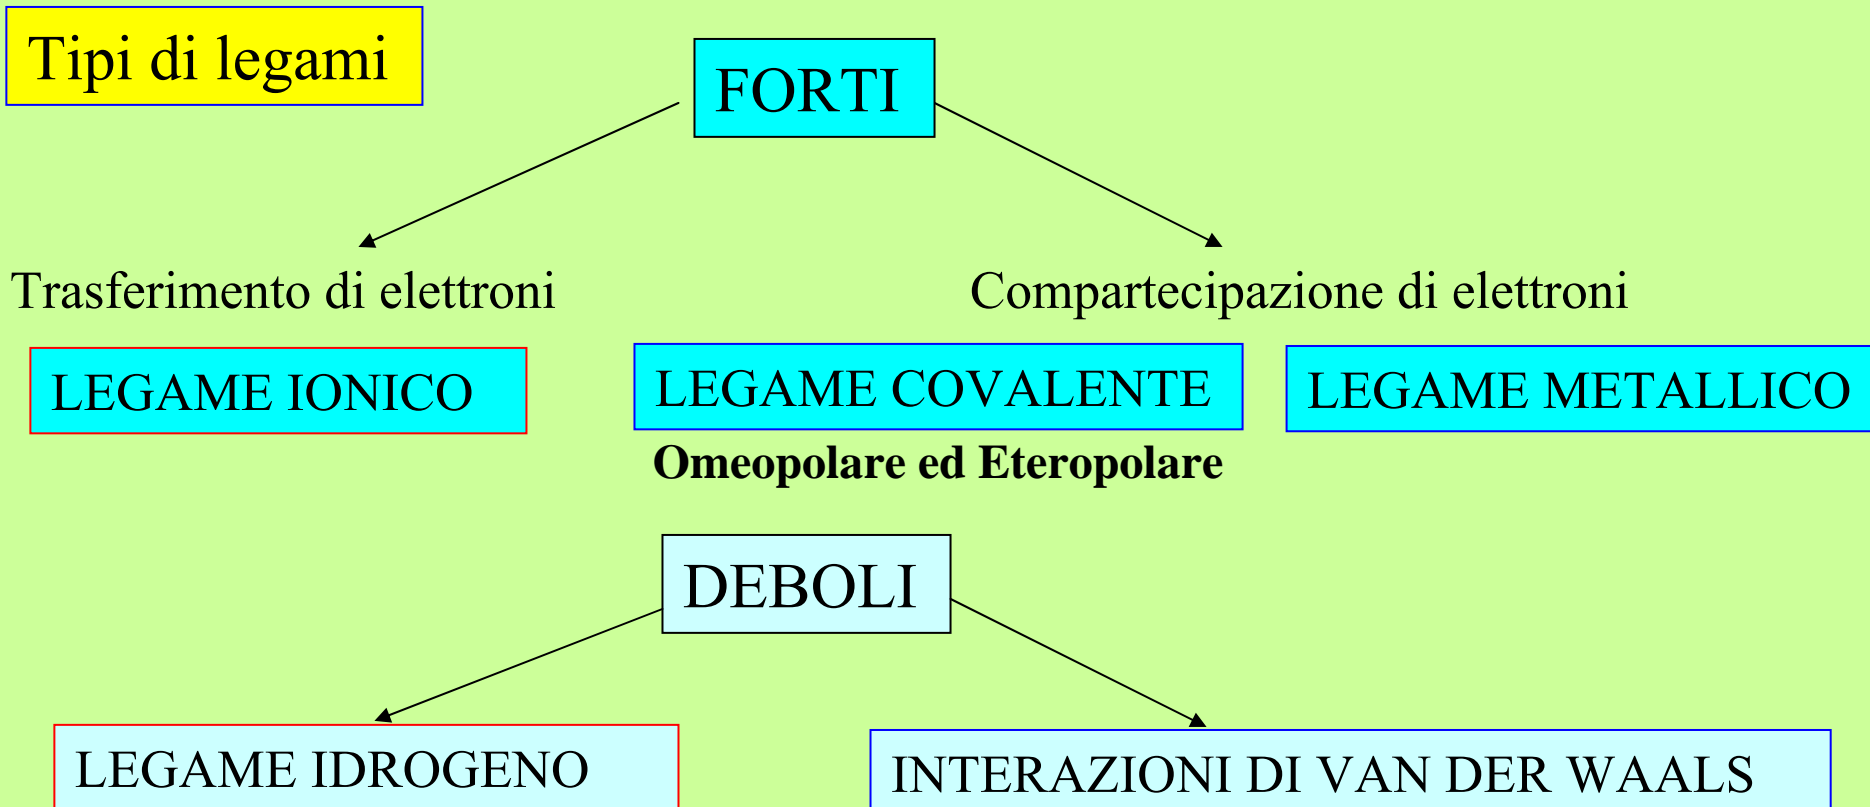 Tipi di legami
FORTI
Trasferimento di elettroni
Compartecipazione di elettroni
LEGAME IONICO
LEGAME COVALENTE
LEGAME METALLICO
Omeopolare ed Eteropolare
DEBOLI
LEGAME IDROGENO
INTERAZIONI DI VAN DER WAALS